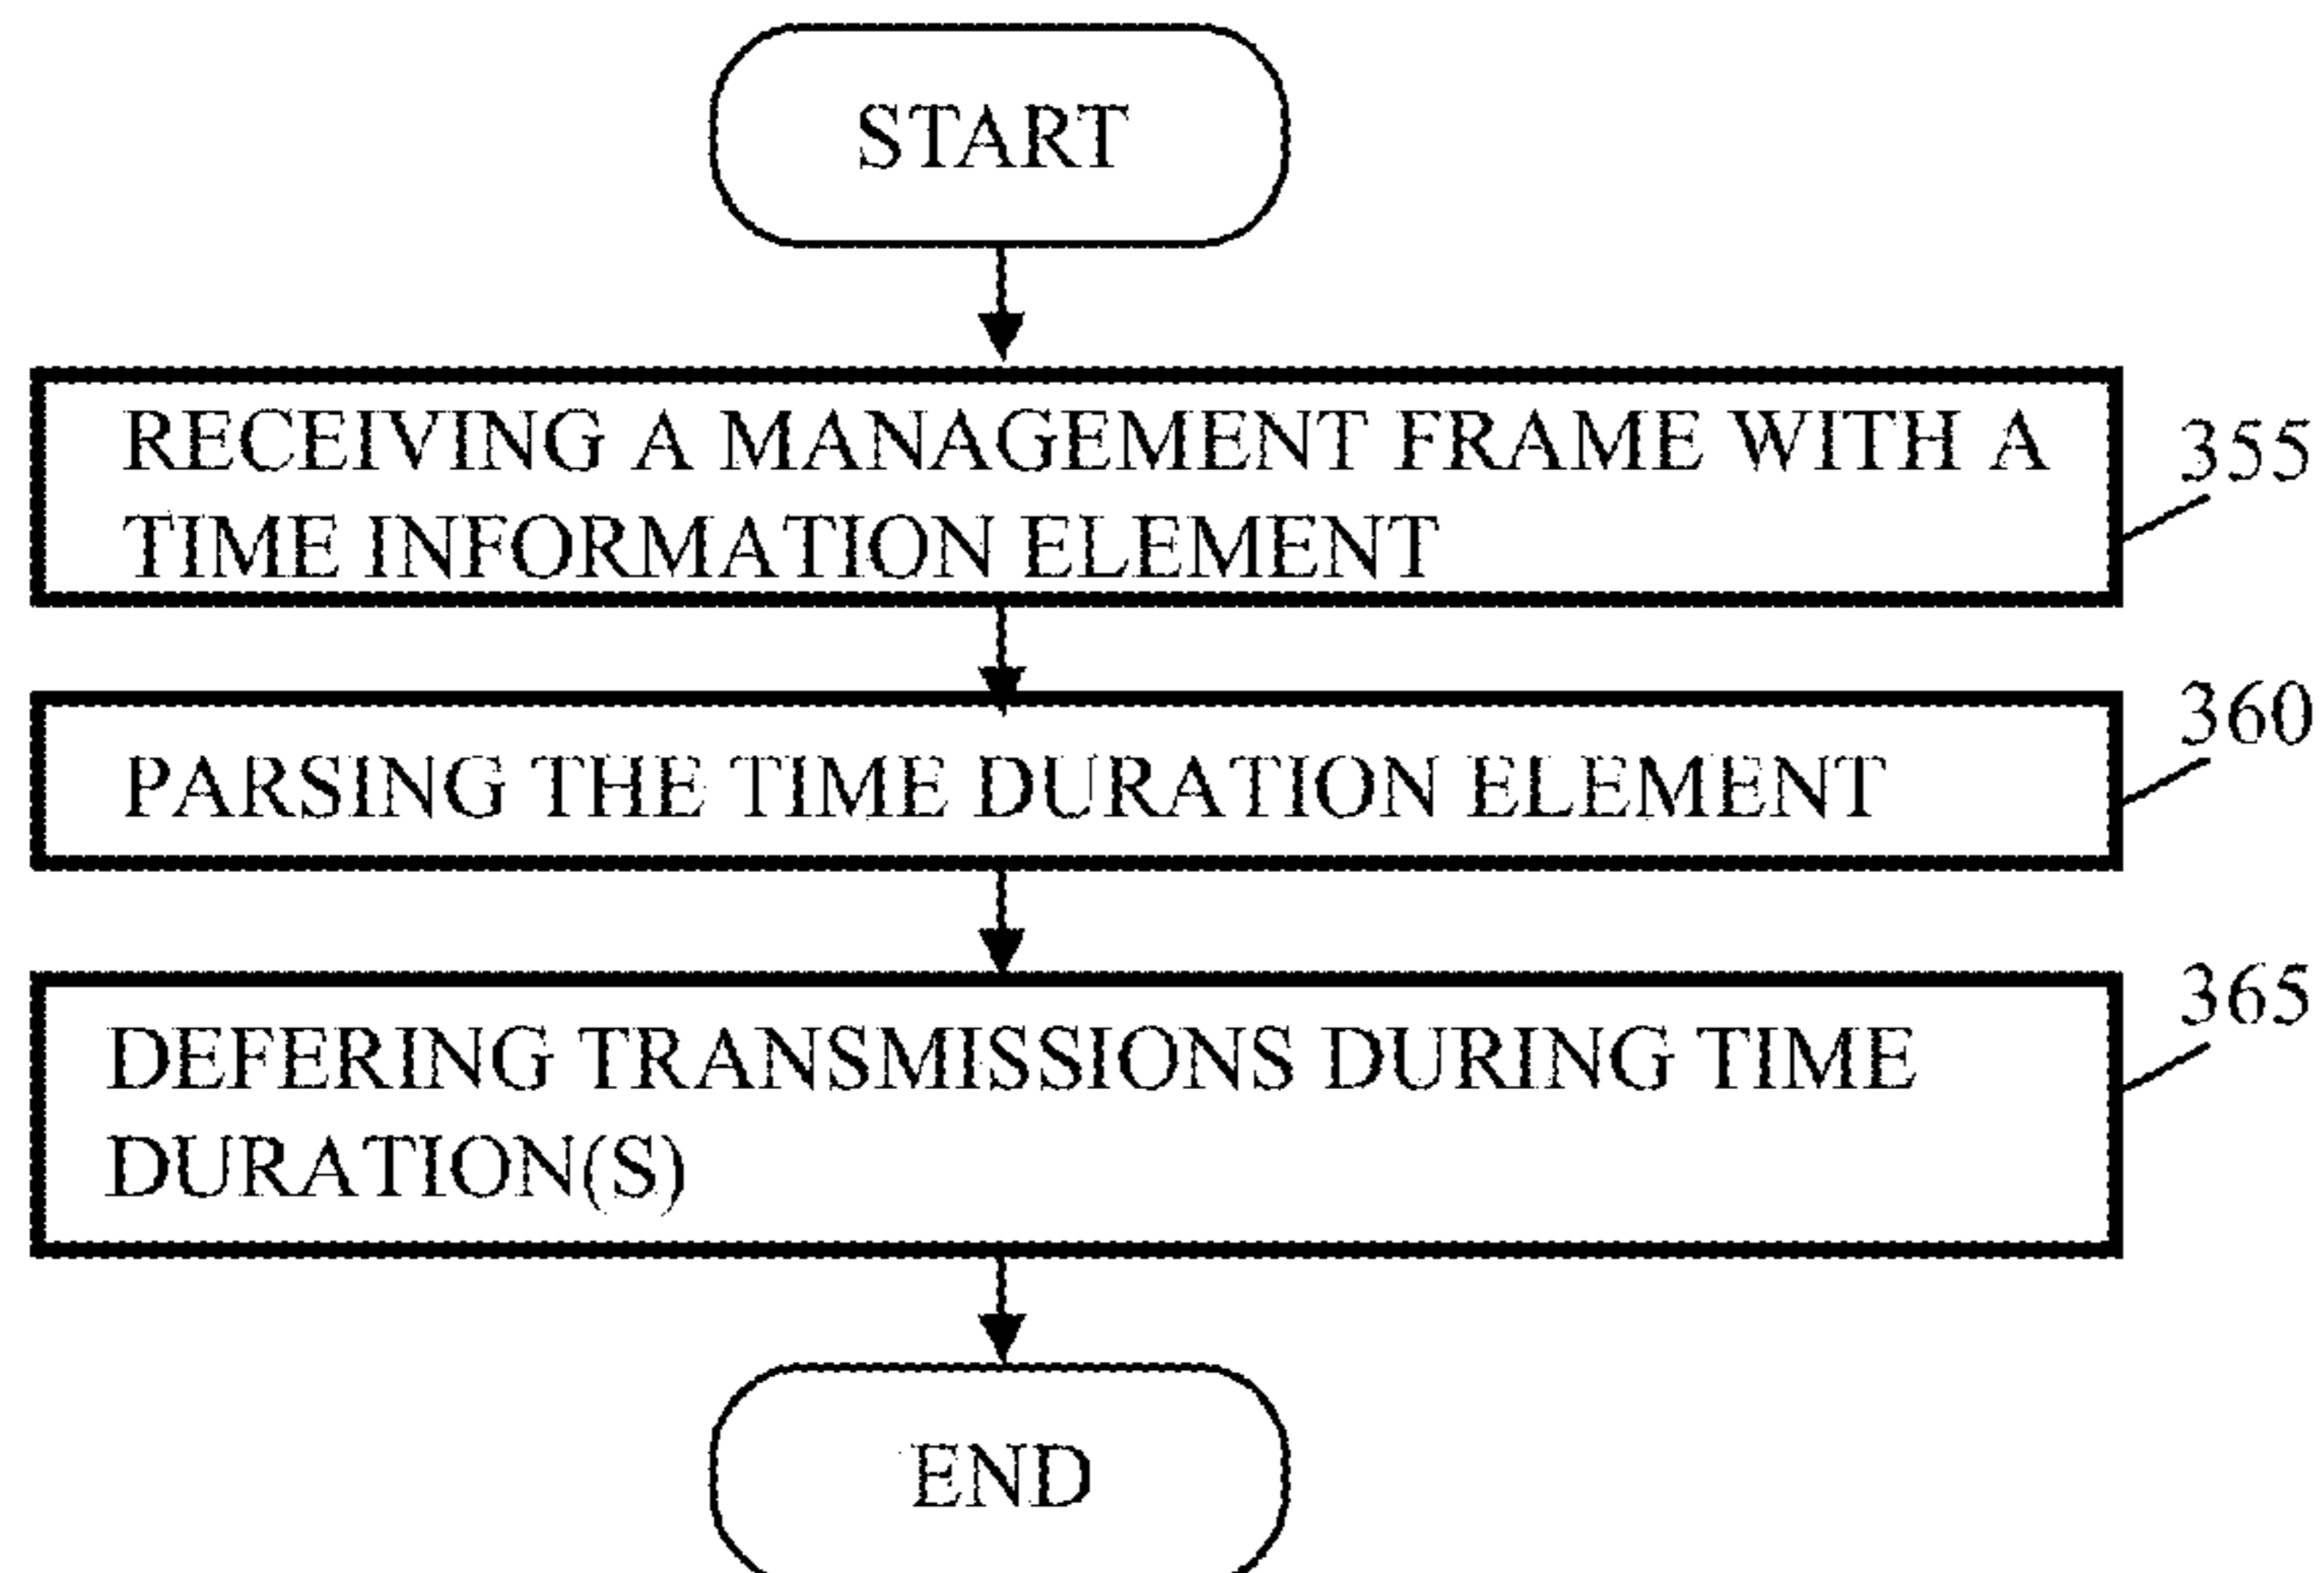 START
RECEIVING A MANAGEMENT FRAME WITH A
TIME INFORMATION ELEMENT
355
PARSING THE TIME DURATION ELEMENT
360
DEFERING TRANSMISSIONS DURING TIME
DURATION(S)
365
END